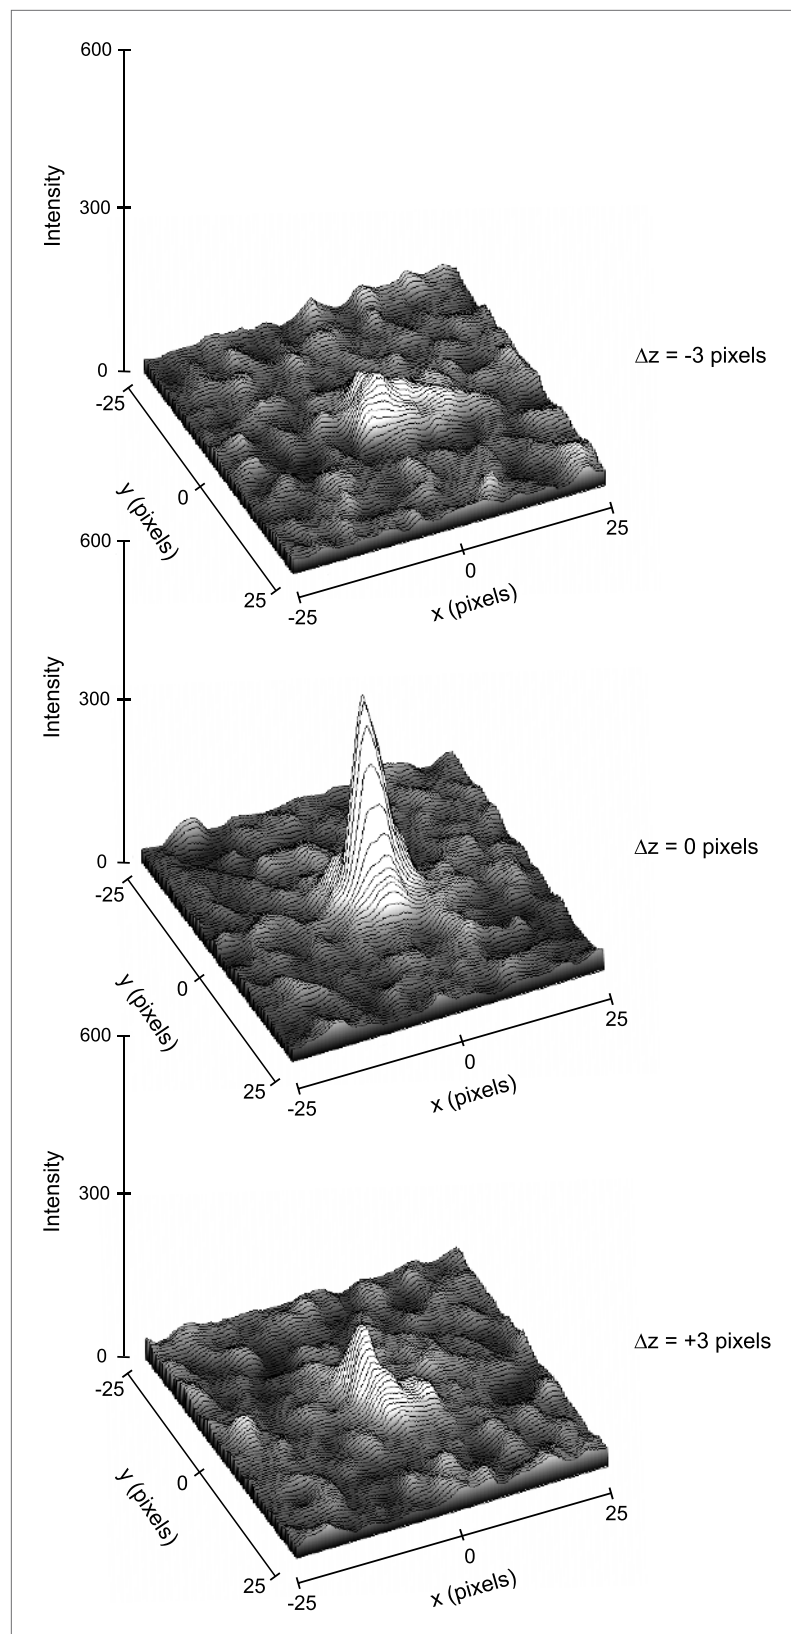 600
Intensity
300
0
Δz = -3 pixels
-25
y (pixels)
0
25
-25
x (pixels)
0
25
600
Intensity
300
0
Δz = 0 pixels
-25
y (pixels)
0
25
-25
x (pixels)
0
25
600
Intensity
300
0
Δz = +3 pixels
-25
y (pixels)
0
25
-25
x (pixels)
0
25